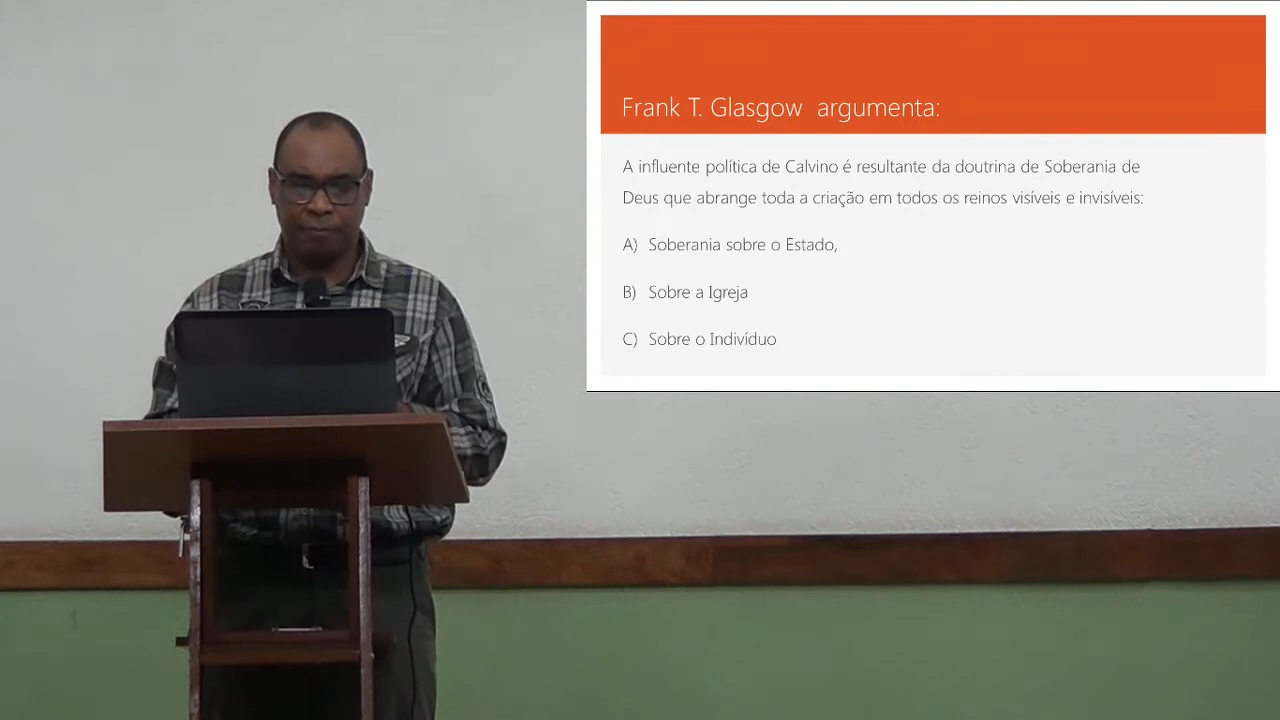 Frank T. Glasgow argumenta:
A influente política de Calvino é resultante da doutrina de Soberania de
Deus que abrange toda a criação em todos os reinos visíveis e invisíveis:
A) Soberania sobre o Estado,
B) Sobre a Igreja
C) Sobre o Indivíduo